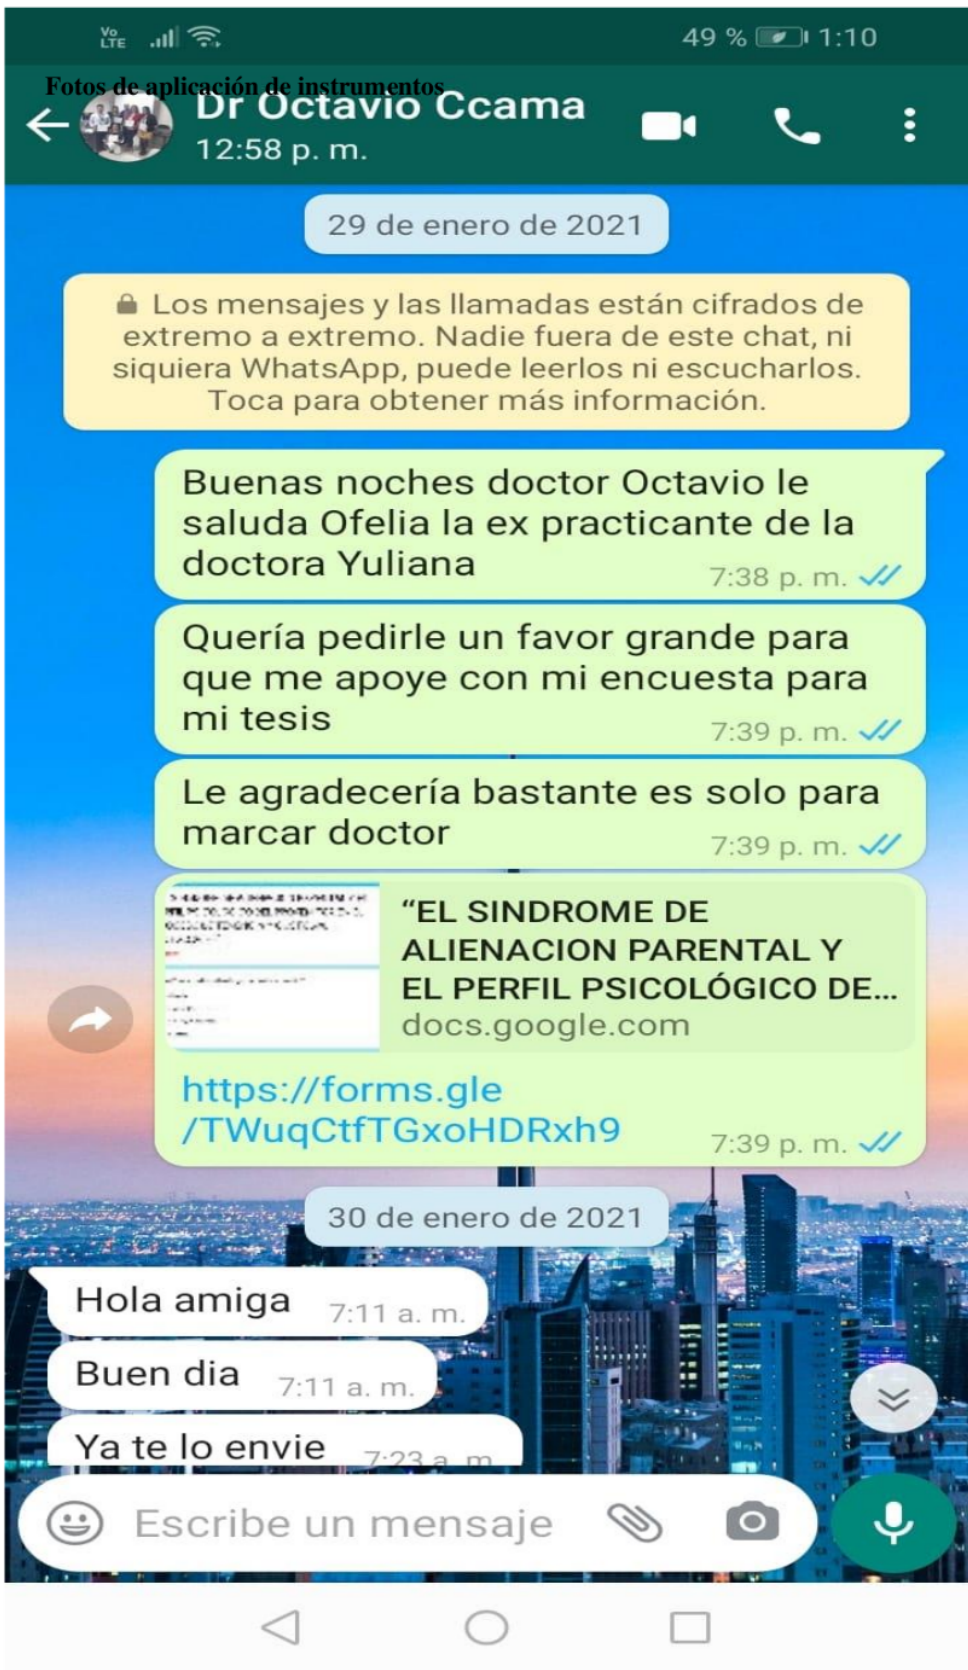 Vo
LTE
49 % 1:10
Fotos de aplicación de instrumentos
Dr Octavio Ccama
12:58 p. m.
29 de enero de 2021
Los mensajes y las llamadas están cifrados de
extremo a extremo. Nadie fuera de este chat, ni
siquiera WhatsApp, puede leerlos ni escucharlos.
Toca para obtener más información.
Buenas noches doctor Octavio le
saluda Ofelia la ex practicante de la
doctora Yuliana
7:38 p. m.
Quería pedirle un favor grande para
que me apoye con mi encuesta para
mi tesis
7:39 p. m.
Le agradecería bastante es solo para
marcar doctor
7:39 p. m.
“EL SINDROME DE
ALIENACION PARENTAL Y
EL PERFIL PSICOLÓGICO DE...
docs.google.com
https://forms.gle
/TWuqCtfTGxoHDRxh9
7:39 p. m.
30 de enero de 2021
Hola amiga 7:11 a. m.
Buen dia 7:11 a. m.
Ya te lo envie 7:23 a. m.
Escribe un mensaje